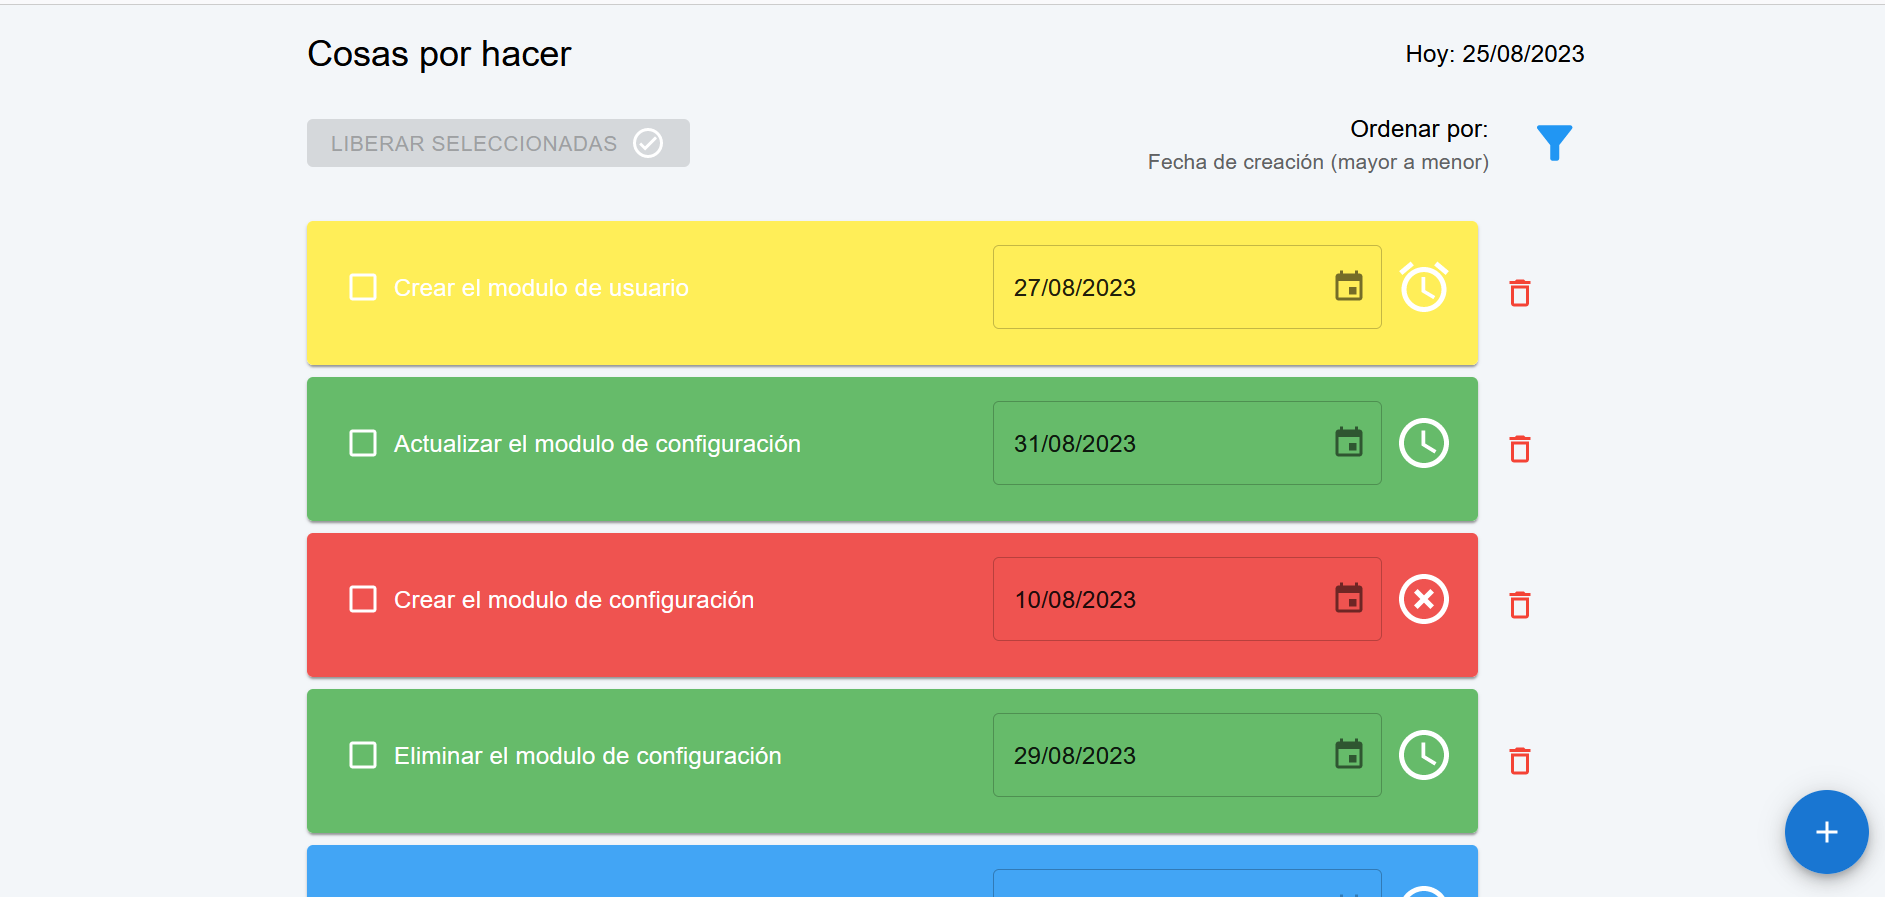 Cosas por hacer
Hoy: 25/08/2023
LIBERAR SELECCIONADAS
Ordenar por:
Fecha de creación (mayor a menor)
Crear el modulo de usuario
27/08/2023
Actualizar el modulo de configuración
31/08/2023
Crear el modulo de configuración
10/08/2023
Eliminar el modulo de configuración
29/08/2023